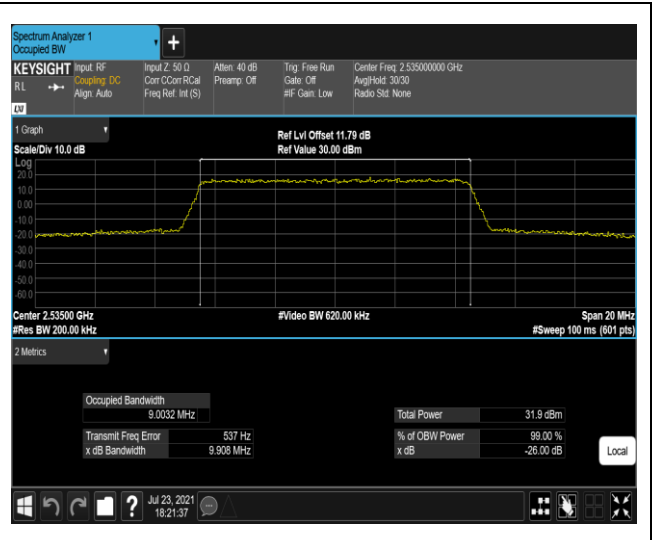 Spectrum Analyzer 1
Occupied BW
+
KEYSIGHT
RL
LXI
Input: RF
Coupling: DC
Align: Auto
Input Z: 50 Ω
Corr CCorr RCal
Freq Ref: Int (S)
Atten: 40 dB
Preamp: Off
Trig: Free Run
Gate: Off
#IF Gain: Low
Center Freq: 2.535000000 GHz
Avg|Hold: 30/30
Radio Std: None
1 Graph
Scale/Div 10.0 dB
Ref Lvl Offset 11.79 dB
Ref Value 30.00 dBm
Log
20.0
10.0
0.00
-10.0
-20.0
-30.0
-40.0
-50.0
-60.0
Center 2.53500 GHz
#Res BW 200.00 kHz
#Video BW 620.00 kHz
Span 20 MHz
#Sweep 100 ms (601 pts)
2 Metrics
Occupied Bandwidth
9.0032 MHz
Transmit Freq Error 537 Hz
x dB Bandwidth 9.908 MHz
Total Power 31.9 dBm
% of OBW Power 99.00 %
x dB -26.00 dB
Local
?
Jul 23, 2021
18:21:37